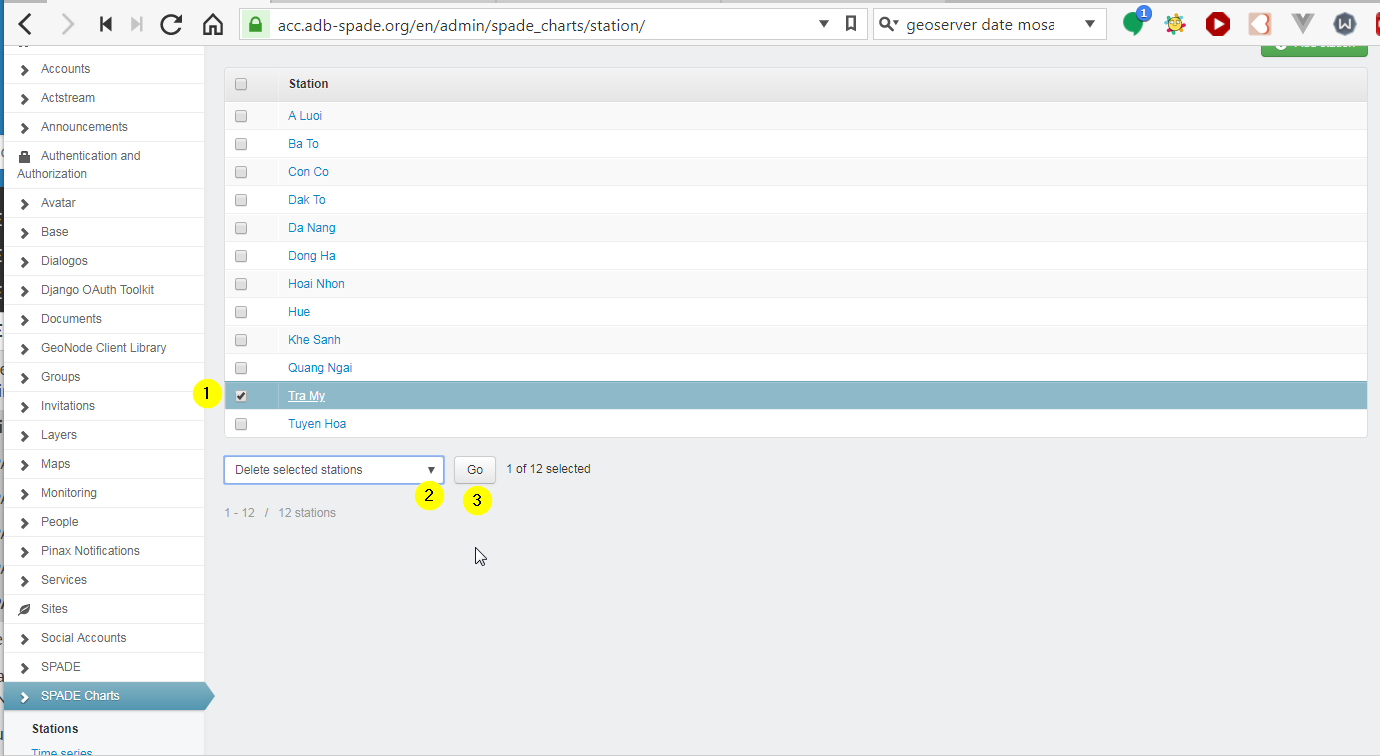 acc.adb-spade.org/en/admin/spade_charts/station/
geoserver date mosa
1
Accounts
Actstream
Announcements
Authentication and
Authorization
Avatar
Base
Dialogos
Django OAuth Toolkit
Documents
GeoNode Client Library
Groups
Invitations
Layers
Maps
Monitoring
People
Pinax Notifications
Services
Sites
Social Accounts
SPADE
SPADE Charts
Stations
Time series
Station
A Luoi
Ba To
Con Co
Dak To
Da Nang
Dong Ha
Hoai Nhon
Hue
Khe Sanh
Quang Ngai
1
Tra My
Tuyen Hoa
Delete selected stations
Go
1 of 12 selected
2
3
1 - 12 / 12 stations